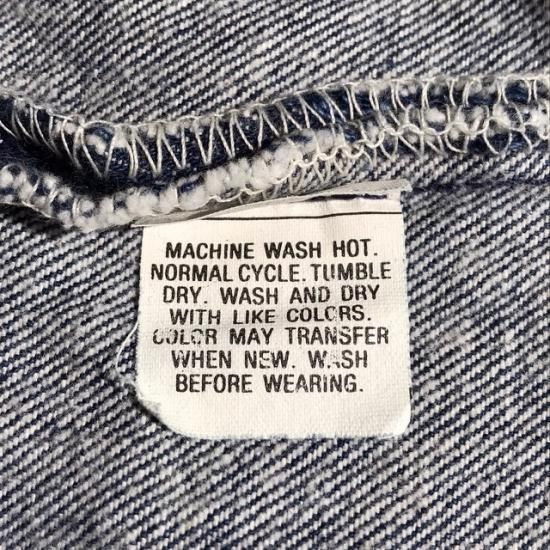 MACHINE WASH HOT.
NORMAL CYCLE. TUMBLE
DRY. WASH AND DRY
WITH LIKE COLORS.
COLOR MAY TRANSFER
WHEN NEW. WASH
BEFORE WEARING.